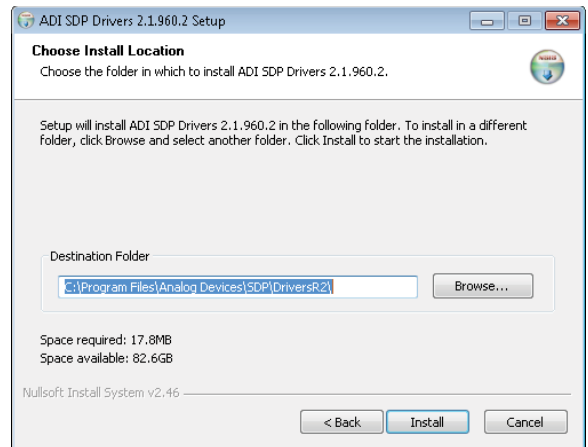 ADI SDP Drivers 2.1.960.2 Setup
Choose Install Location
Choose the folder in which to install ADI SDP Drivers 2.1.960.2.
Setup will install ADI SDP Drivers 2.1.960.2 in the following folder. To install in a different
folder, click Browse and select another folder. Click Install to start the installation.
Destination Folder
C:\Program Files\Analog Devices\SDP\DriversR2\
Browse...
Space required: 17.8MB
Space available: 82.6GB
Nullsoft Install System v2.46
< Back
Install
Cancel